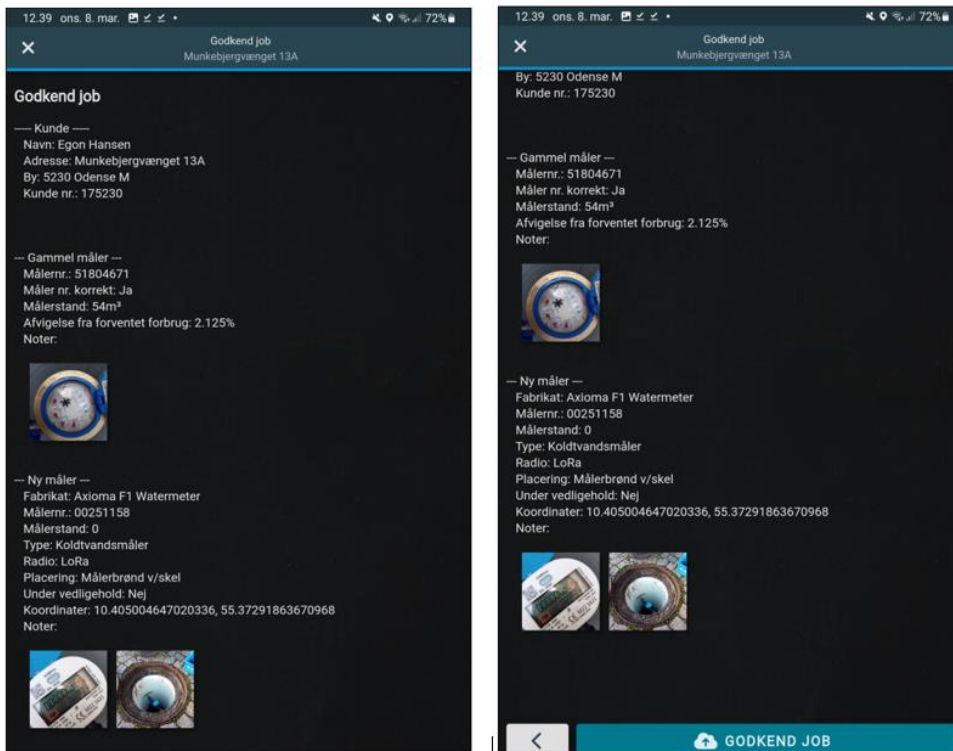 12.39 ons. 8. mar.
72%
Godkend job
Munkebjergvænget 13A
Godkend job
---- Kunde ----
Navn: Egon Hansen
Adresse: Munkebjergvænget 13A
By: 5230 Odense M
Kunde nr.: 175230
--- Gammel måler ---
Målernr.: 51804671
Måler nr. korrekt: Ja
Målerstand: 54m³
Afvigelse fra forventet forbrug: 2.125%
Noter:
--- Ny måler ---
Fabrikat: Axioma F1 Watermeter
Målernr.: 00251158
Målerstand: 0
Type: Koldtvandsmåler
Radio: LoRa
Placering: Målerbrønd v/skel
Under vedligehold: Nej
Koordinater: 10.405004647020336, 55.37291863670968
Noter:
12.39 ons. 8. mar.
72%
Godkend job
Munkebjergvænget 13A
By: 5230 Odense M
Kunde nr.: 175230
--- Gammel måler ---
Målernr.: 51804671
Måler nr. korrekt: Ja
Målerstand: 54m³
Afvigelse fra forventet forbrug: 2.125%
Noter:
--- Ny måler ---
Fabrikat: Axioma F1 Watermeter
Målernr.: 00251158
Målerstand: 0
Type: Koldtvandsmåler
Radio: LoRa
Placering: Målerbrønd v/skel
Under vedligehold: Nej
Koordinater: 10.405004647020336, 55.37291863670968
Noter:
GODKEND JOB